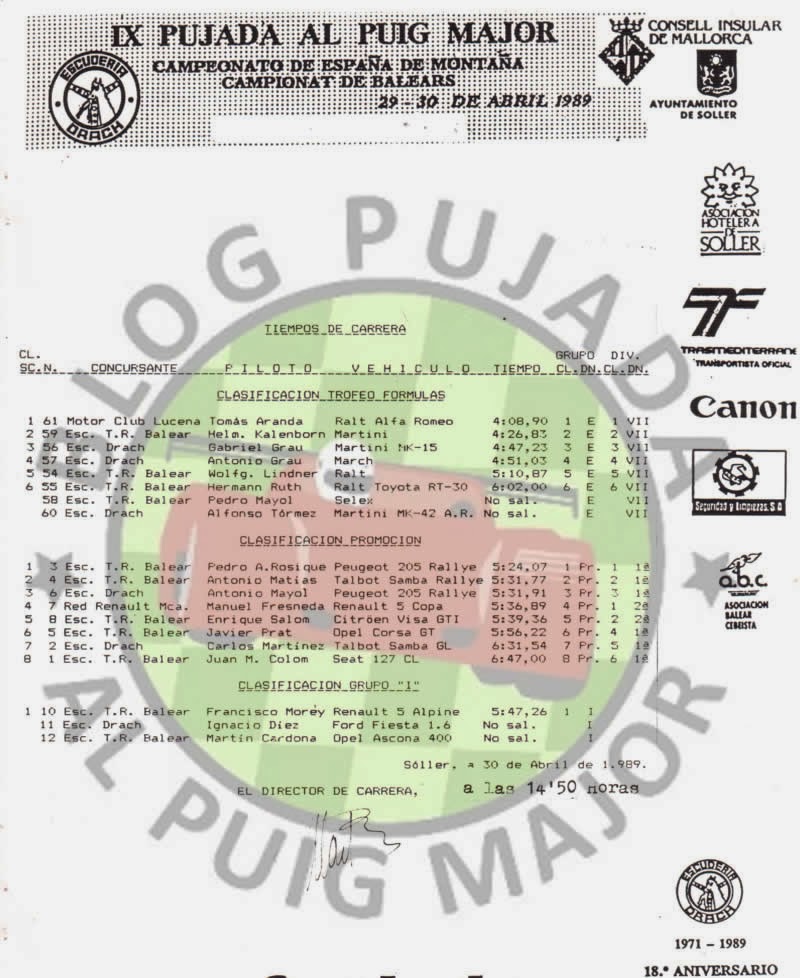 IX PUJADA AL PUIG MAJOR
CAMPEONATO DE ESPAÑA DE MONTAÑA
CAMPIONAT DE BALEARS
29 - 30 DE ABRIL 1989
ESCUDERIA DRACH
CONSELL INSULAR
DE MALLORCA
AYUNTAMIENTO
DE SOLLER
ASOCIACION
HOTELERA
DE
SOLLER
TRASMEDITERRANE
TRANSPORTISTA OFICIAL
Canon
Seguridad y Limpiezas, S.A
a.b.c.
ASOCIACION
BALEAR
CEBEISTA
BLOG PUJADA
AL PUIG MAJOR
TIEMPOS DE CARRERA
CL. GRUPO DIV.
SC.N. CONCURSANTE P I L O T O V E H I C U L O TIEMPO CL.DN.CL.DN.
CLASIFICACION TROFEO FORMULAS
1 61 Motor Club Lucena Tomás Aranda Ralt Alfa Romeo 4:08,90 1 E 1 VII
2 59 Esc. T.R. Balear Helm. Kalenborn Martini 4:26,83 2 E 2 VII
3 56 Esc. Drach Gabriel Grau Martini MK-15 4:47,23 3 E 3 VII
4 57 Esc. Drach Antonio Grau March 4:51,03 4 E 4 VII
5 54 Esc. T.R. Balear Wolfg. Lindner Ralt 5:10,87 5 E 5 VII
6 55 Esc. T.R. Balear Hermann Ruth Ralt Toyota RT-30 6:02,00 6 E 6 VII
58 Esc. T.R. Balear Pedro Mayol Selex No sal. E VII
60 Esc. Drach Alfonso Tórmez Martini MK-42 A.R. No sal. E VII
CLASIFICACION PROMOCION
1 3 Esc. T.R. Balear Pedro A.Rosique Peugeot 205 Rallye 5:24,07 1 Pr. 1 1ª
2 4 Esc. T.R. Balear Antonio Matías Talbot Samba Rallye 5:31,77 2 Pr. 2 1ª
3 6 Esc. Drach Antonio Mayol Peugeot 205 Rallye 5:31,91 3 Pr. 3 1ª
4 7 Red Renault Mca. Manuel Fresneda Renault 5 Copa 5:36,89 4 Pr. 1 2ª
5 8 Esc. T.R. Balear Enrique Salom Citröen Visa GTI 5:39,36 5 Pr. 2 2ª
6 5 Esc. T.R. Balear Javier Prat Opel Corsa GT 5:56,22 6 Pr. 4 1ª
7 2 Esc. Drach Carlos Martínez Talbot Samba GL 6:31,54 7 Pr. 5 1ª
8 1 Esc. T.R. Balear Juan M. Colom Seat 127 CL 6:47,00 8 Pr. 6 1ª
CLASIFICACION GRUPO "I"
1 10 Esc. T.R. Balear Francisco Morey Renault 5 Alpine 5:47,26 1 I
11 Esc. Drach Ignacio Díez Ford Fiesta 1.6 No sal. I
12 Esc. T.R. Balear Martín Cardona Opel Ascona 400 No sal. I
Sóller, a 30 de Abril de 1.989.
EL DIRECTOR DE CARRERA, a las 14'50 horas
ESCUDERIA DRACH
1971 - 1989
18.º ANIVERSARIO